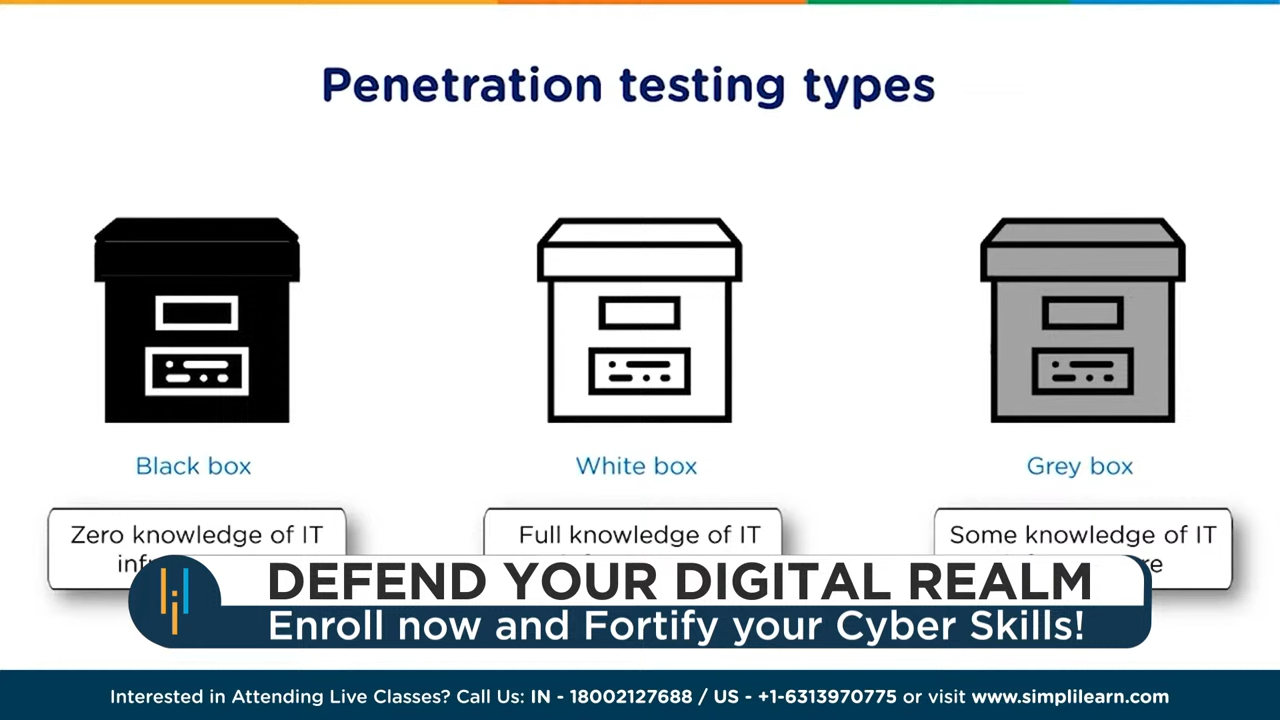 Penetration testing types
Black box
White box
Grey box
Zero knowledge of IT
Full knowledge of IT
Some knowledge of IT
DEFEND YOUR DIGITAL REALM
Enroll now and Fortify your Cyber Skills!
Interested in Attending Live Classes? Call Us: IN - 18002127688 / US - +1-6313970775 or visit www.simplilearn.com